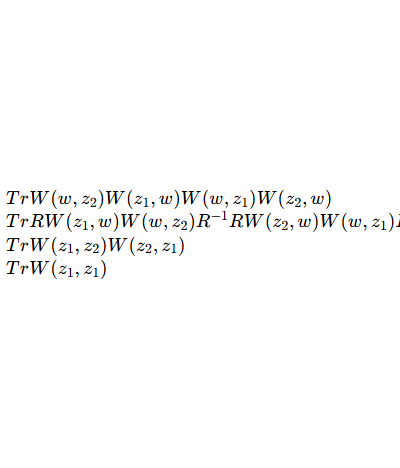 TrW(w, z_2)W(z_1, w)W(w, z_1)W(z_2, w)
TrRW(z_1, w)W(w, z_2)R^{-1}RW(z_2, w)W(w, z_1)
TrW(z_1, z_2)W(z_2, z_1)
TrW(z_1, z_1)